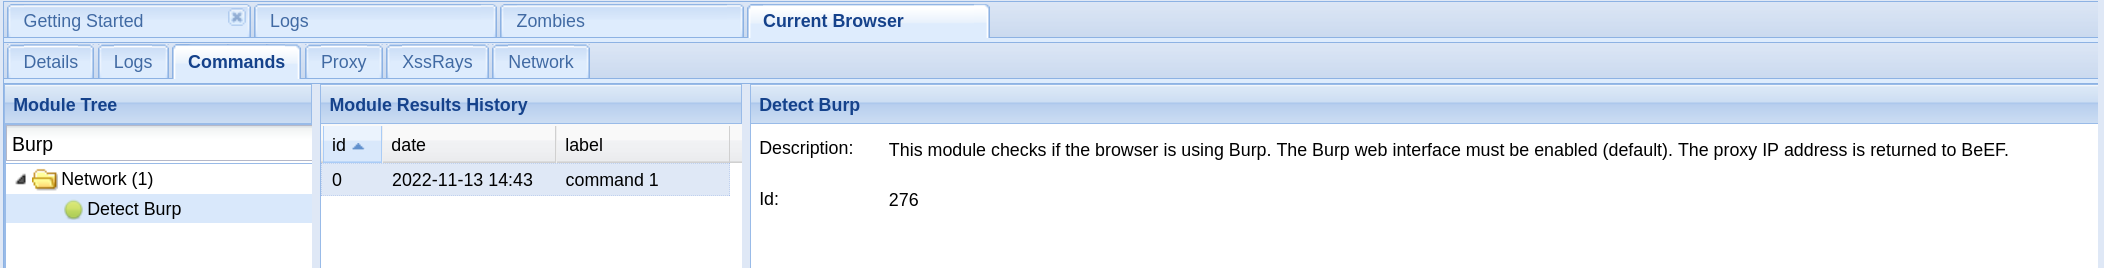 Getting Started Logs Zombies Current Browser
Details Logs Commands Proxy XssRays Network
Module Tree
Burp
Network (1)
Detect Burp
Module Results History
id date label
0 2022-11-13 14:43 command 1
Detect Burp
Description: This module checks if the browser is using Burp. The Burp web interface must be enabled (default). The proxy IP address is returned to BeEF.
Id: 276